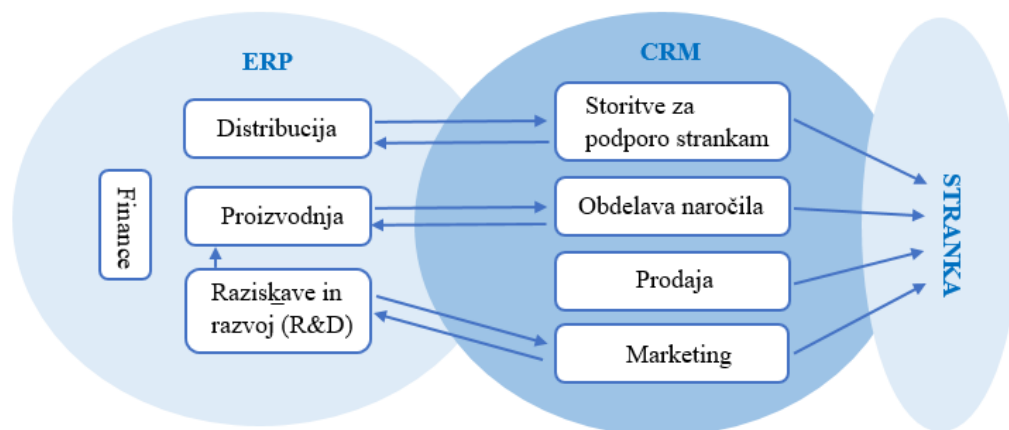 ERP
CRM
Distribucija
Storitve za
podporo strankam
Finance
Proizvodnja
Obdelava naročila
STRANKA
Raziskave in
razvoj (R&D)
Prodaja
Marketing